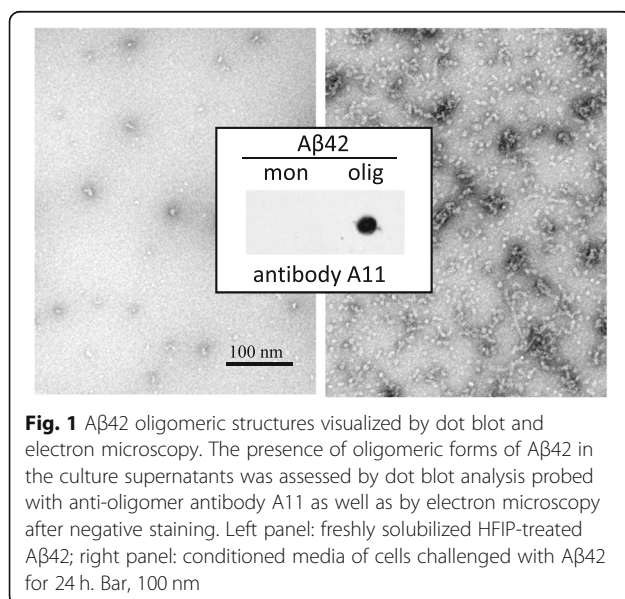 Aβ42
mon olig
antibody A11
100 nm
Fig. 1 Aβ42 oligomeric structures visualized by dot blot and
electron microscopy. The presence of oligomeric forms of Aβ42 in
the culture supernatants was assessed by dot blot analysis probed
with anti-oligomer antibody A11 as well as by electron microscopy
after negative staining. Left panel: freshly solubilized HFIP-treated
Aβ42; right panel: conditioned media of cells challenged with Aβ42
for 24 h. Bar, 100 nm